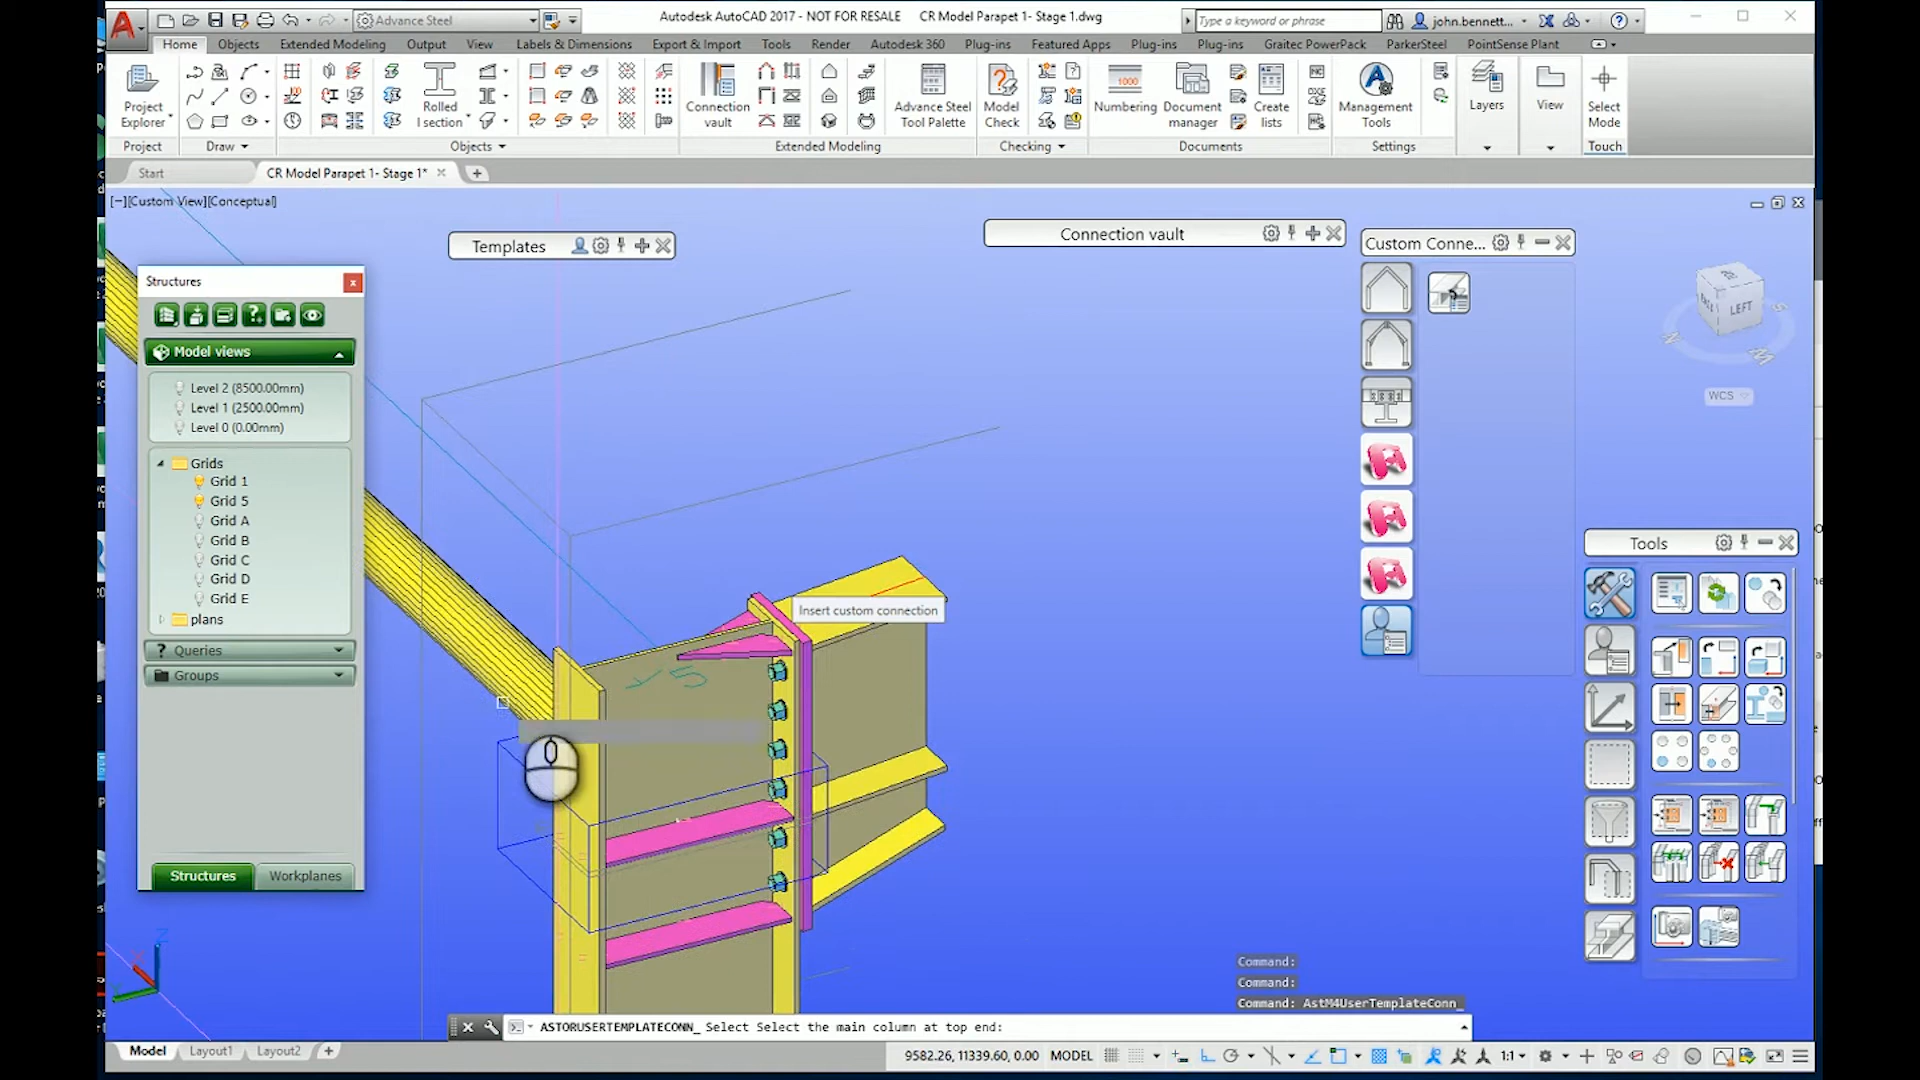 Advance Steel
Autodesk AutoCAD 2017 - NOT FOR RESALE CR Model Parapet 1- Stage 1.dwg
Type a keyword or phrase
john.bennett...
Home Objects Extended Modeling Output View Labels & Dimensions Export & Import Tools Render Autodesk 360 Plug-ins Featured Apps Plug-ins Plug-ins Graitec PowerPack ParkerSteel PointSense Plant
Project Explorer
Rolled I section
Connection vault
Advance Steel Tool Palette
Model Check
1000
Numbering
Document manager
Create lists
Management Tools
Layers
View
Select Mode
Project Draw Objects Extended Modeling Checking Documents Settings Touch
Start CR Model Parapet 1- Stage 1*
[−][Custom View][Conceptual]
Templates
Connection vault
Custom Conne...
LEFT
WCS
Structures
Model views
Level 2 (8500.00mm)
Level 1 (2500.00mm)
Level 0 (0.00mm)
Grids
Grid 1
Grid 5
Grid A
Grid B
Grid C
Grid D
Grid E
plans
Queries
Groups
Structures Workplanes
Insert custom connection
Tools
Command:
Command:
Command: AstM4UserTemplateConn_
ASTORUSERTEMPLATECONN_ Select Select the main column at top end:
Model Layout1 Layout2
9582.26, 11339.60, 0.00 MODEL 1:1